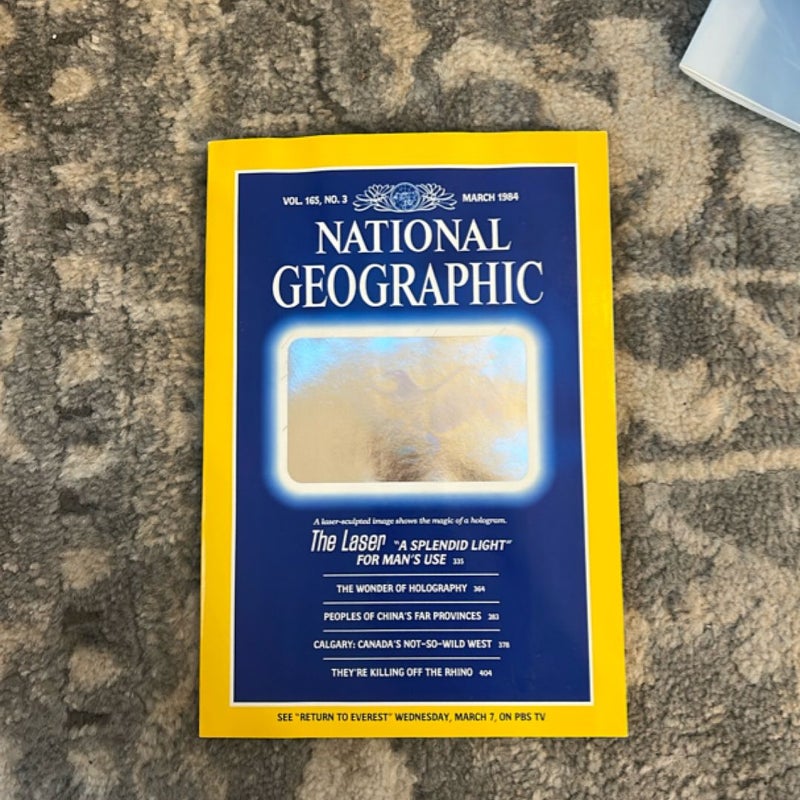 VOL. 165, NO. 3 MARCH 1984
NATIONAL
GEOGRAPHIC
A laser-sculpted image shows the magic of a hologram.
The Laser "A SPLENDID LIGHT"
FOR MAN'S USE 335
THE WONDER OF HOLOGRAPHY 364
PEOPLES OF CHINA'S FAR PROVINCES 283
CALGARY: CANADA'S NOT-SO-WILD WEST 378
THEY'RE KILLING OFF THE RHINO 404
SEE "RETURN TO EVEREST" WEDNESDAY, MARCH 7, ON PBS TV